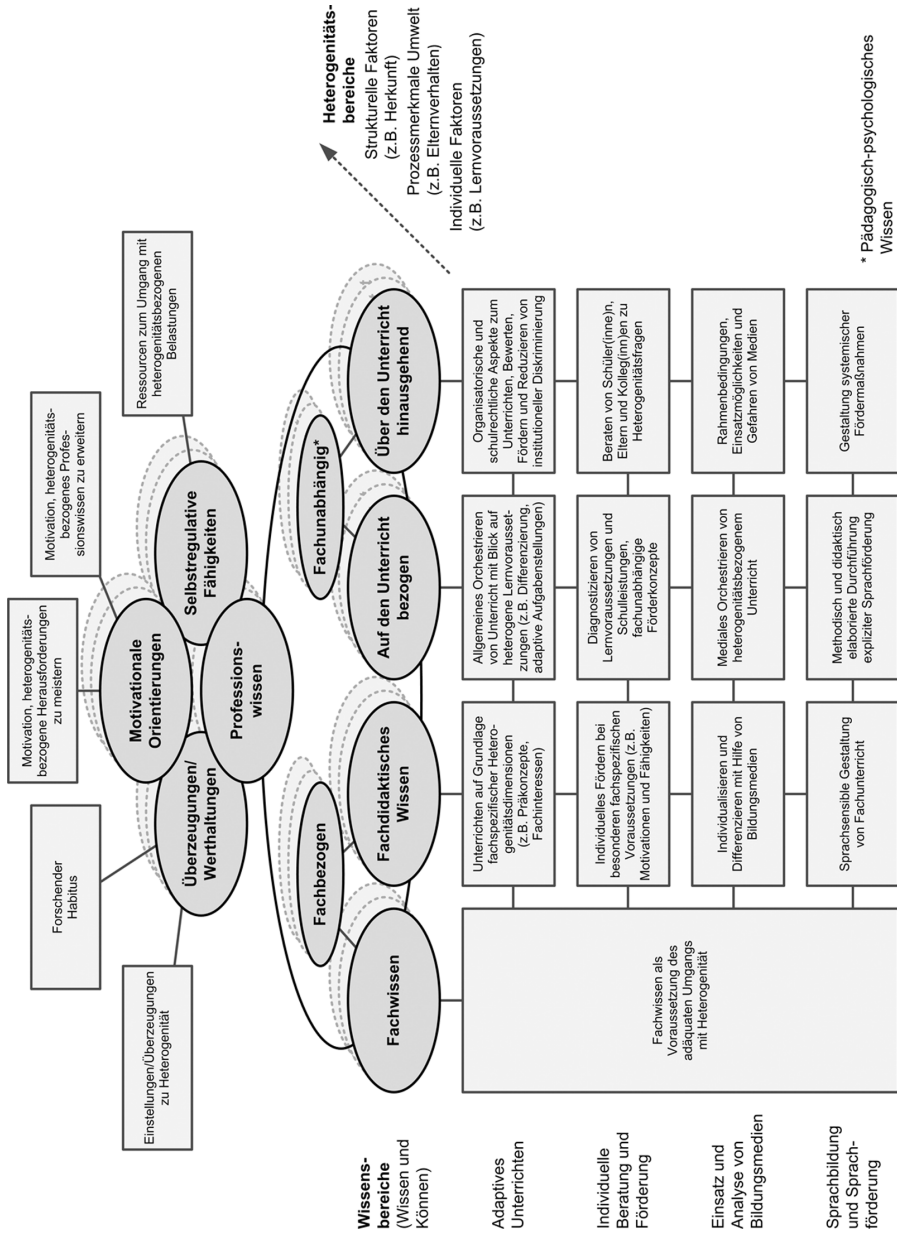 Motivation, heterogenitäts-
bezogene Herausforderungen
zu meistern
Motivation, heterogenitäts-
bezogenes Profes-
sionswissen zu erweitern
Forschender
Habitus
Einstellungen/Überzeugungen
zu Heterogenität
Ressourcen zum Umgang mit
heterogenitätsbezogenen
Belastungen
Motivationale
Orientierungen
Überzeugungen/
Werthaltungen
Selbstregulative
Fähigkeiten
Professions-
wissen
Heterogenitäts-
bereiche
Strukturelle Faktoren
(z.B. Herkunft)
Prozessmerkmale Umwelt
(z.B. Elternverhalten)
Individuelle Faktoren
(z.B. Lernvoraussetzungen)
Fachbezogen
Fachunabhängig*
Wissens-
bereiche
(Wissen und
Können)
Fachwissen
Fachdidaktisches
Wissen
Auf den Unterricht
bezogen
Über den Unterricht
hinausgehend
Adaptives
Unterrichten
Fachwissen als
Voraussetzung des
adäquaten Umgangs
mit Heterogenität
Unterrichten auf Grundlage
fachspezifischer Hetero-
genitätsdimensionen
(z.B. Präkonzepte,
Fachinteressen)
Allgemeines Orchestrieren
von Unterricht mit Blick auf
heterogene Lernvorausset-
zungen (z.B. Differenzierung,
adaptive Aufgabenstellungen)
Organisatorische und
schulrechtliche Aspekte zum
Unterrichten, Bewerten,
Fördern und Reduzieren von
institutioneller Diskriminierung
Individuelle
Beratung und
Förderung
Individuelles Fördern bei
besonderen fachspezifischen
Voraussetzungen (z.B.
Motivationen und Fähigkeiten)
Diagnostizieren von
Lernvoraussetzungen und
Schulleistungen,
fachunabhängige
Förderkonzepte
Beraten von Schüler(inne)n,
Eltern und Kolleg(inn)en zu
Heterogenitätsfragen
Einsatz und
Analyse von
Bildungsmedien
Individualisieren und
Differenzieren mit Hilfe von
Bildungsmedien
Mediales Orchestrieren von
heterogenitätsbezogenem
Unterricht
Rahmenbedingungen,
Einsatzmöglichkeiten und
Gefahren von Medien
Sprachbildung
und Sprach-
förderung
Sprachsensible Gestaltung
von Fachunterricht
Methodisch und didaktisch
elaborierte Durchführung
expliziter Sprachförderung
Gestaltung systemischer
Fördermaßnahmen
* Pädagogisch-psychologisches
Wissen